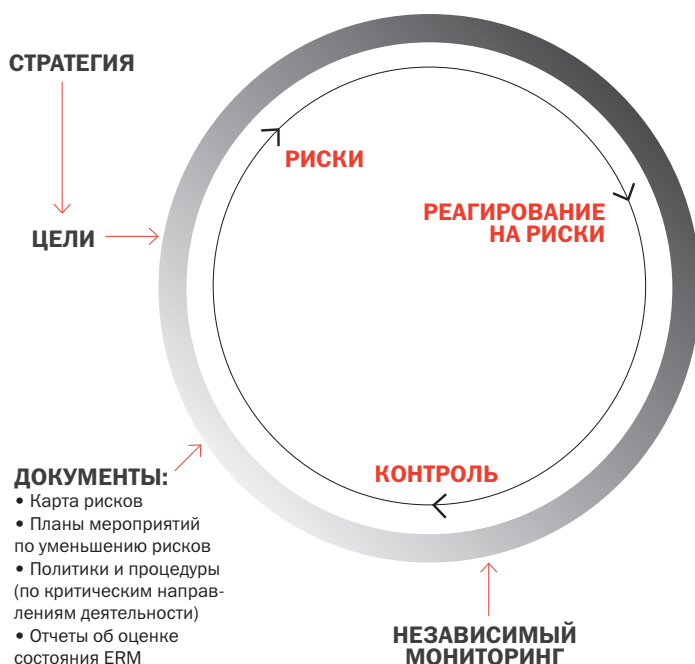 СТРАТЕГИЯ
РИСКИ
РЕАГИРОВАНИЕ
НА РИСКИ
ЦЕЛИ
КОНТРОЛЬ
ДОКУМЕНТЫ:
• Карта рисков
• Планы мероприятий
по уменьшению рисков
• Политики и процедуры
(по критическим направ-
лениям деятельности)
• Отчеты об оценке
состояния ERM
НЕЗАВИСИМЫЙ
МОНИТОРИНГ